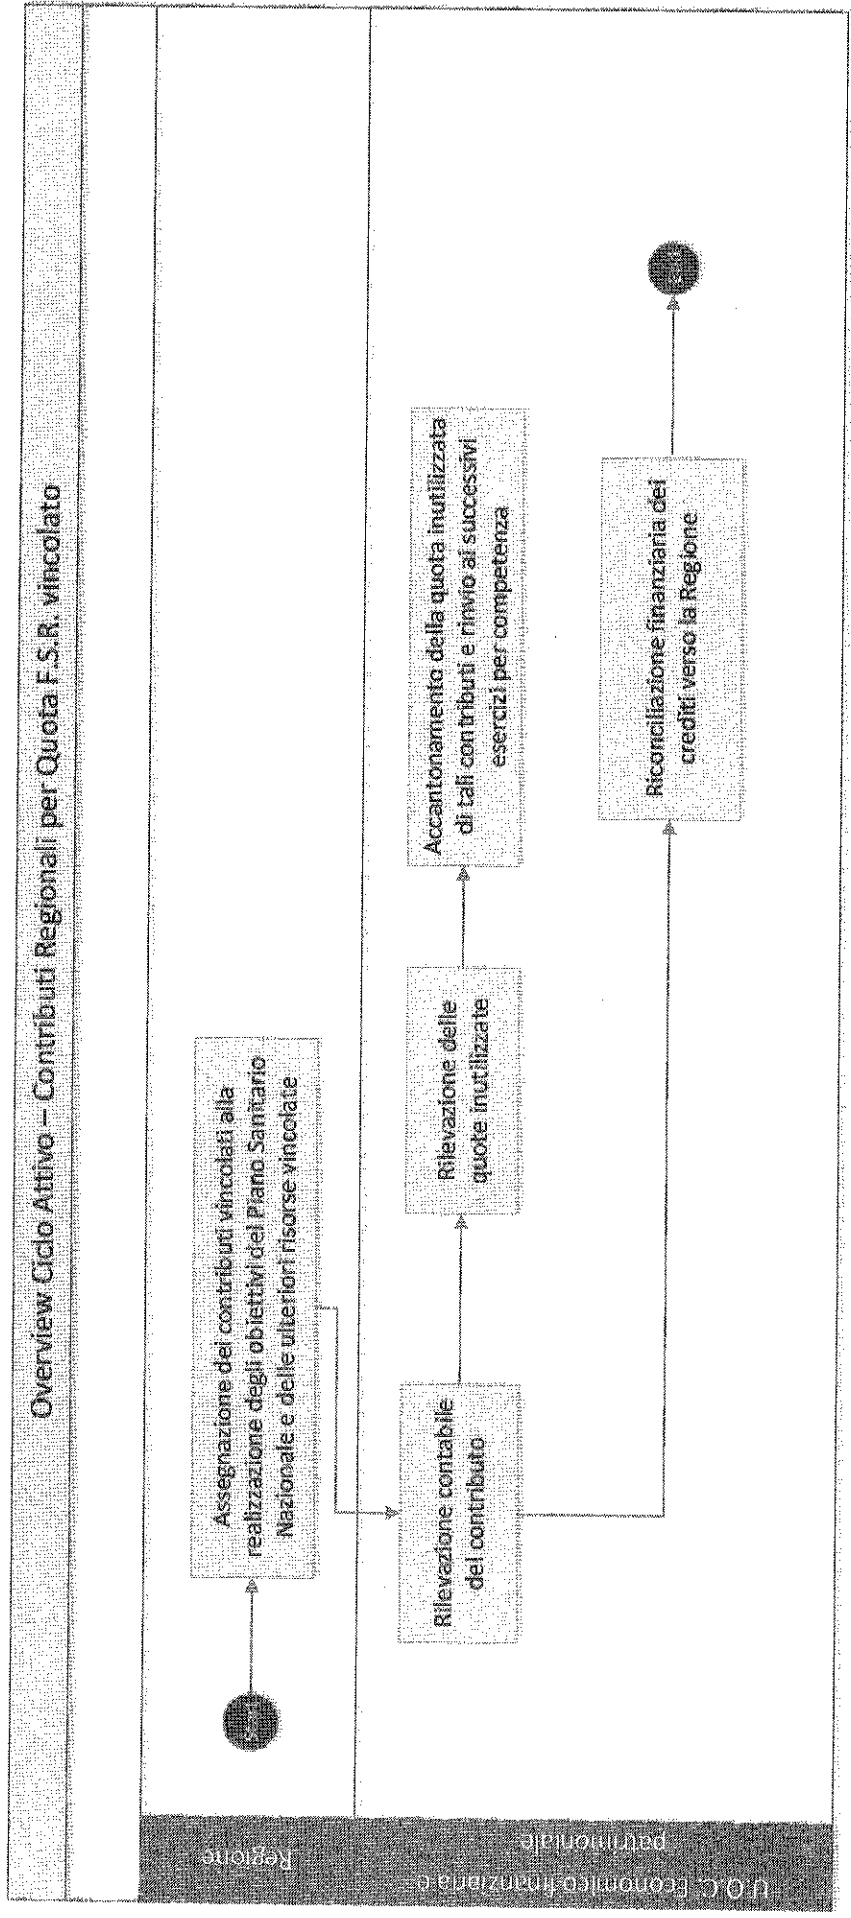 Overview Ciclo Attivo – Contributi Regionali per Quota F.S.R. vincolato
Regione
Start
Assegnazione dei contributi vincolati alla
realizzazione degli obiettivi del Piano Sanitario
Nazionale e delle ulteriori risorse vincolate
U.O.C. Economico finanziaria e
patrimoniale
Rilevazione contabile
del contributo
Rilevazione delle
quote inutilizzate
Accantonamento della quota inutilizzata
di tali contributi e rinvio ai successivi
esercizi per competenza
Riconciliazione finanziaria dei
crediti verso la Regione